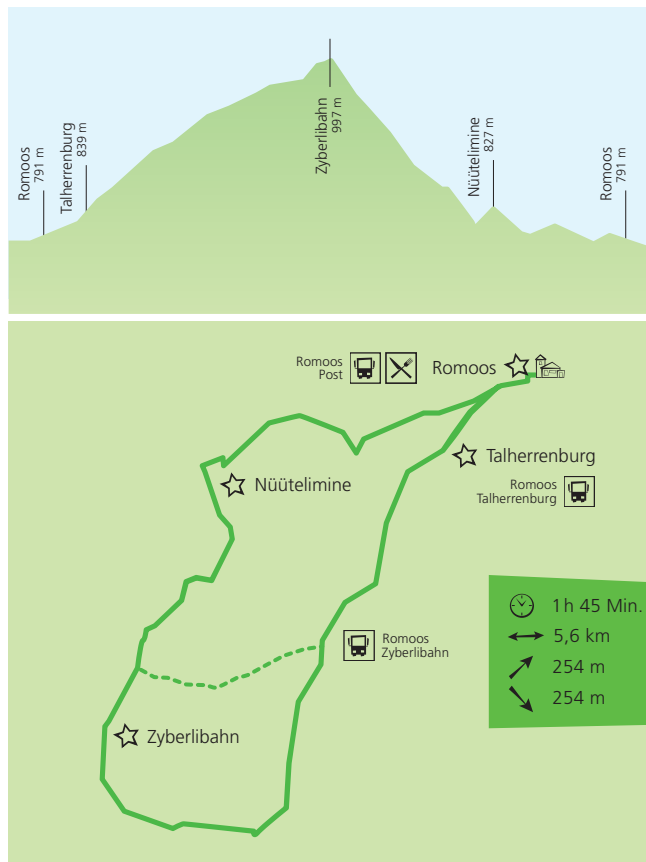 Romoos
791 m
Talherrenburg
839 m
Zyberlibahn
997 m
Nüütelimine
827 m
Romoos
791 m
Romoos
Post
Romoos
Talherrenburg
Nüütelimine
Romoos
Talherrenburg
1h 45 Min.
5,6 km
254 m
254 m
Romoos
Zyberlibahn
Zyberlibahn